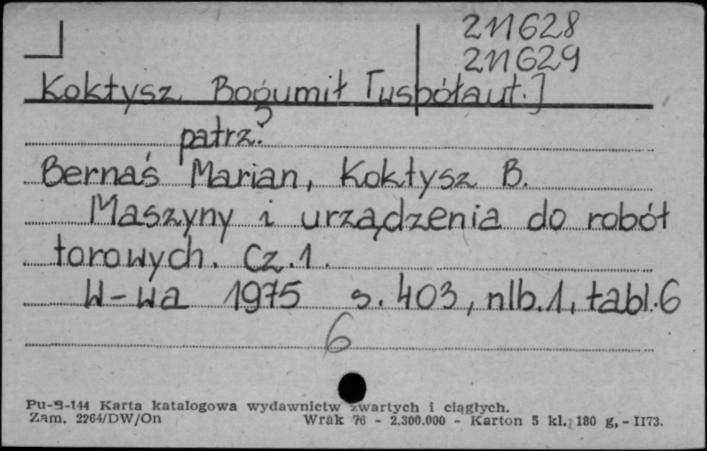 211628
211629
Koktysz Bogumił [współaut.]
patrz:
Bernaś Marian, Koktysz B.
Maszyny i urządzenia do robót
torowych. Cz.1.
W-wa 1975 s. 403, nlb.1, tabl.6
6
Pu-B-144 Karta katalogowa wydawnictw zwartych i ciągłych.
Zam. 2264/DW/On Wrak 76 - 2.300.000 - Karton 5 kl., 180 g, - II73.